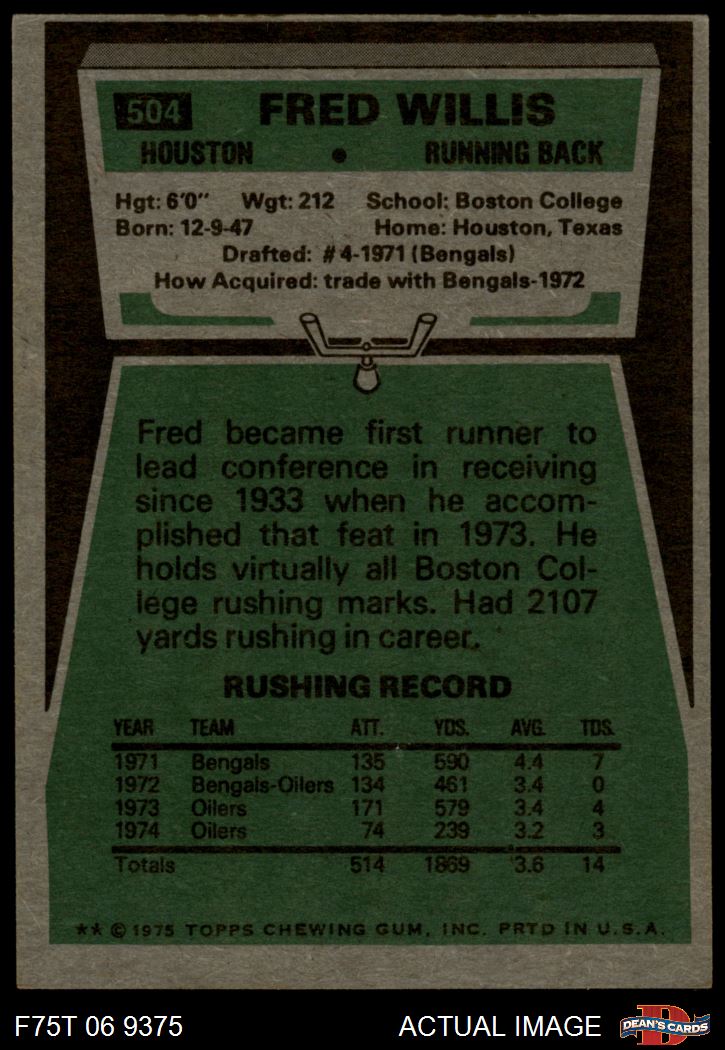 504 FRED WILLIS
HOUSTON • RUNNING BACK
Hgt: 6'0" Wgt: 212 School: Boston College
Born: 12-9-47 Home: Houston, Texas
Drafted: #4-1971 (Bengals)
How Acquired: trade with Bengals-1972
Fred became first runner to
lead conference in receiving
since 1933 when he accom-
plished that feat in 1973. He
holds virtually all Boston Col-
lege rushing marks. Had 2107
yards rushing in career.
RUSHING RECORD
YEAR TEAM ATT. YDS. AVG. TDS.
1971 Bengals 135 590 4.4 7
1972 Bengals-Oilers 134 461 3.4 0
1973 Oilers 171 579 3.4 4
1974 Oilers 74 239 3.2 3
Totals 514 1869 3.6 14
** © 1975 TOPPS CHEWING GUM, INC. PRTD IN U.S.A.
F75T 06 9375 ACTUAL IMAGE D DEAN'S CARDS